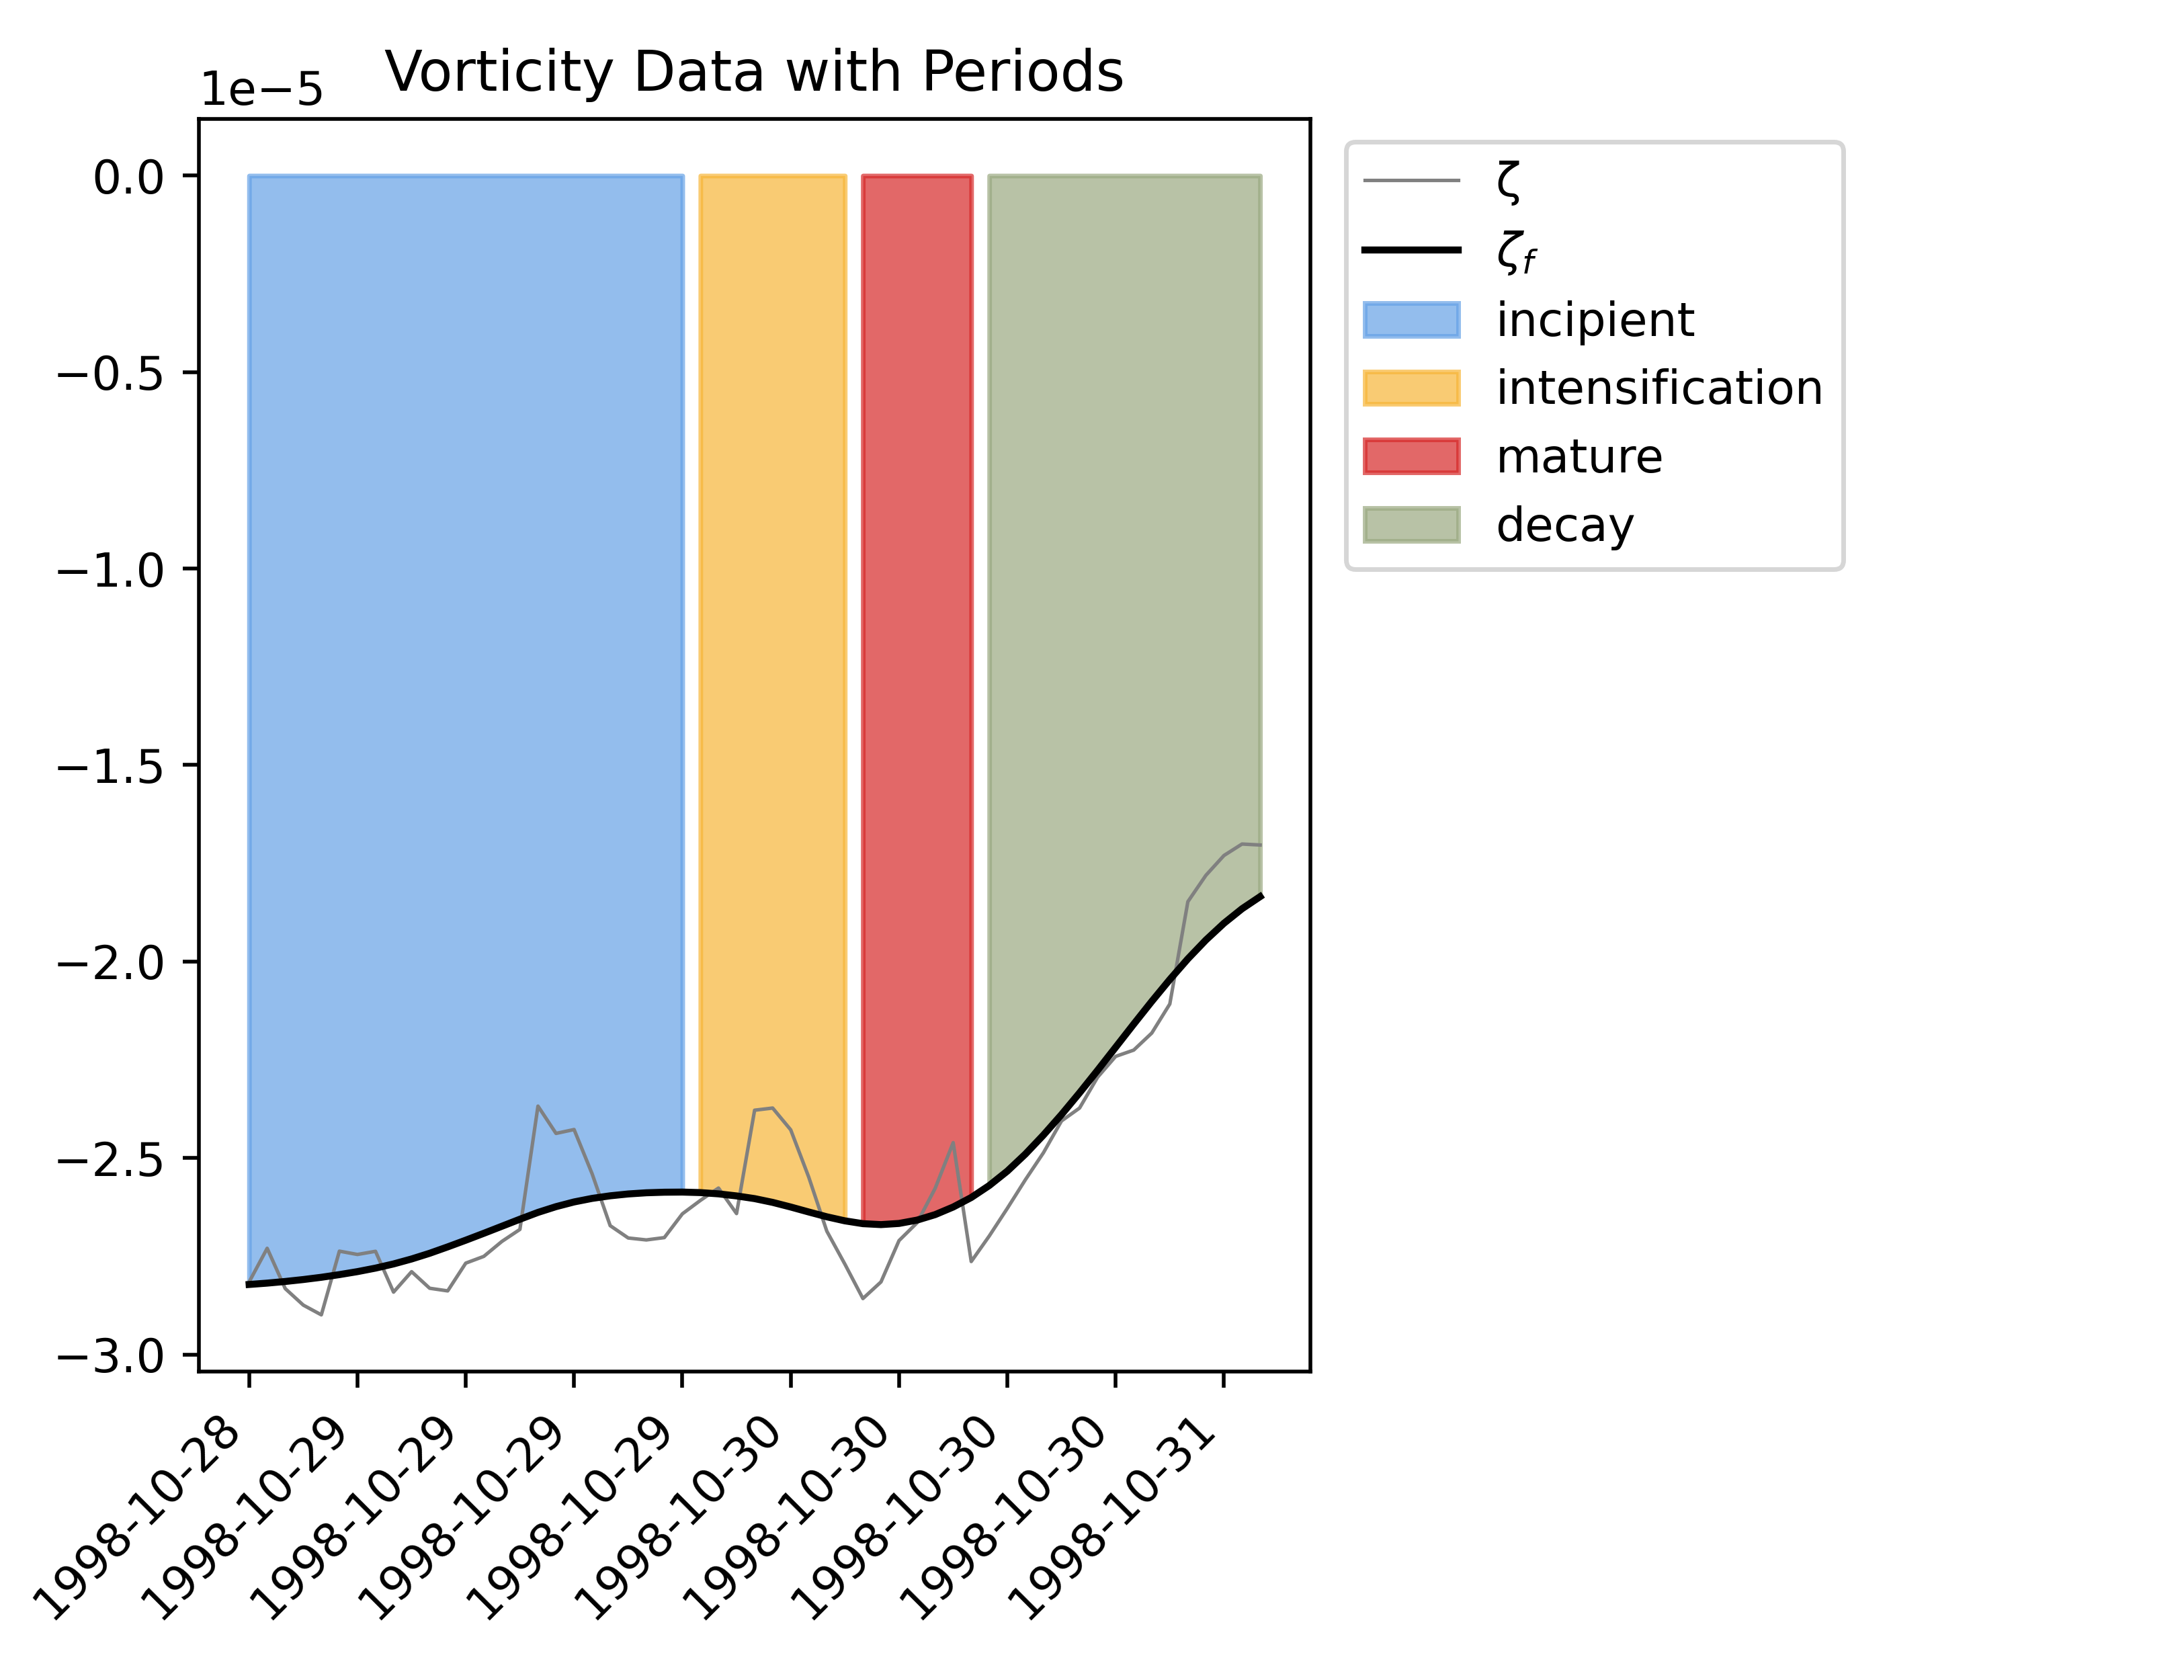 Vorticity Data with Periods
1e−5
0.0
−0.5
−1.0
−1.5
−2.0
−2.5
−3.0
1998-10-28
1998-10-29
1998-10-29
1998-10-29
1998-10-29
1998-10-30
1998-10-30
1998-10-30
1998-10-30
1998-10-31
ζ
ζf
incipient
intensification
mature
decay